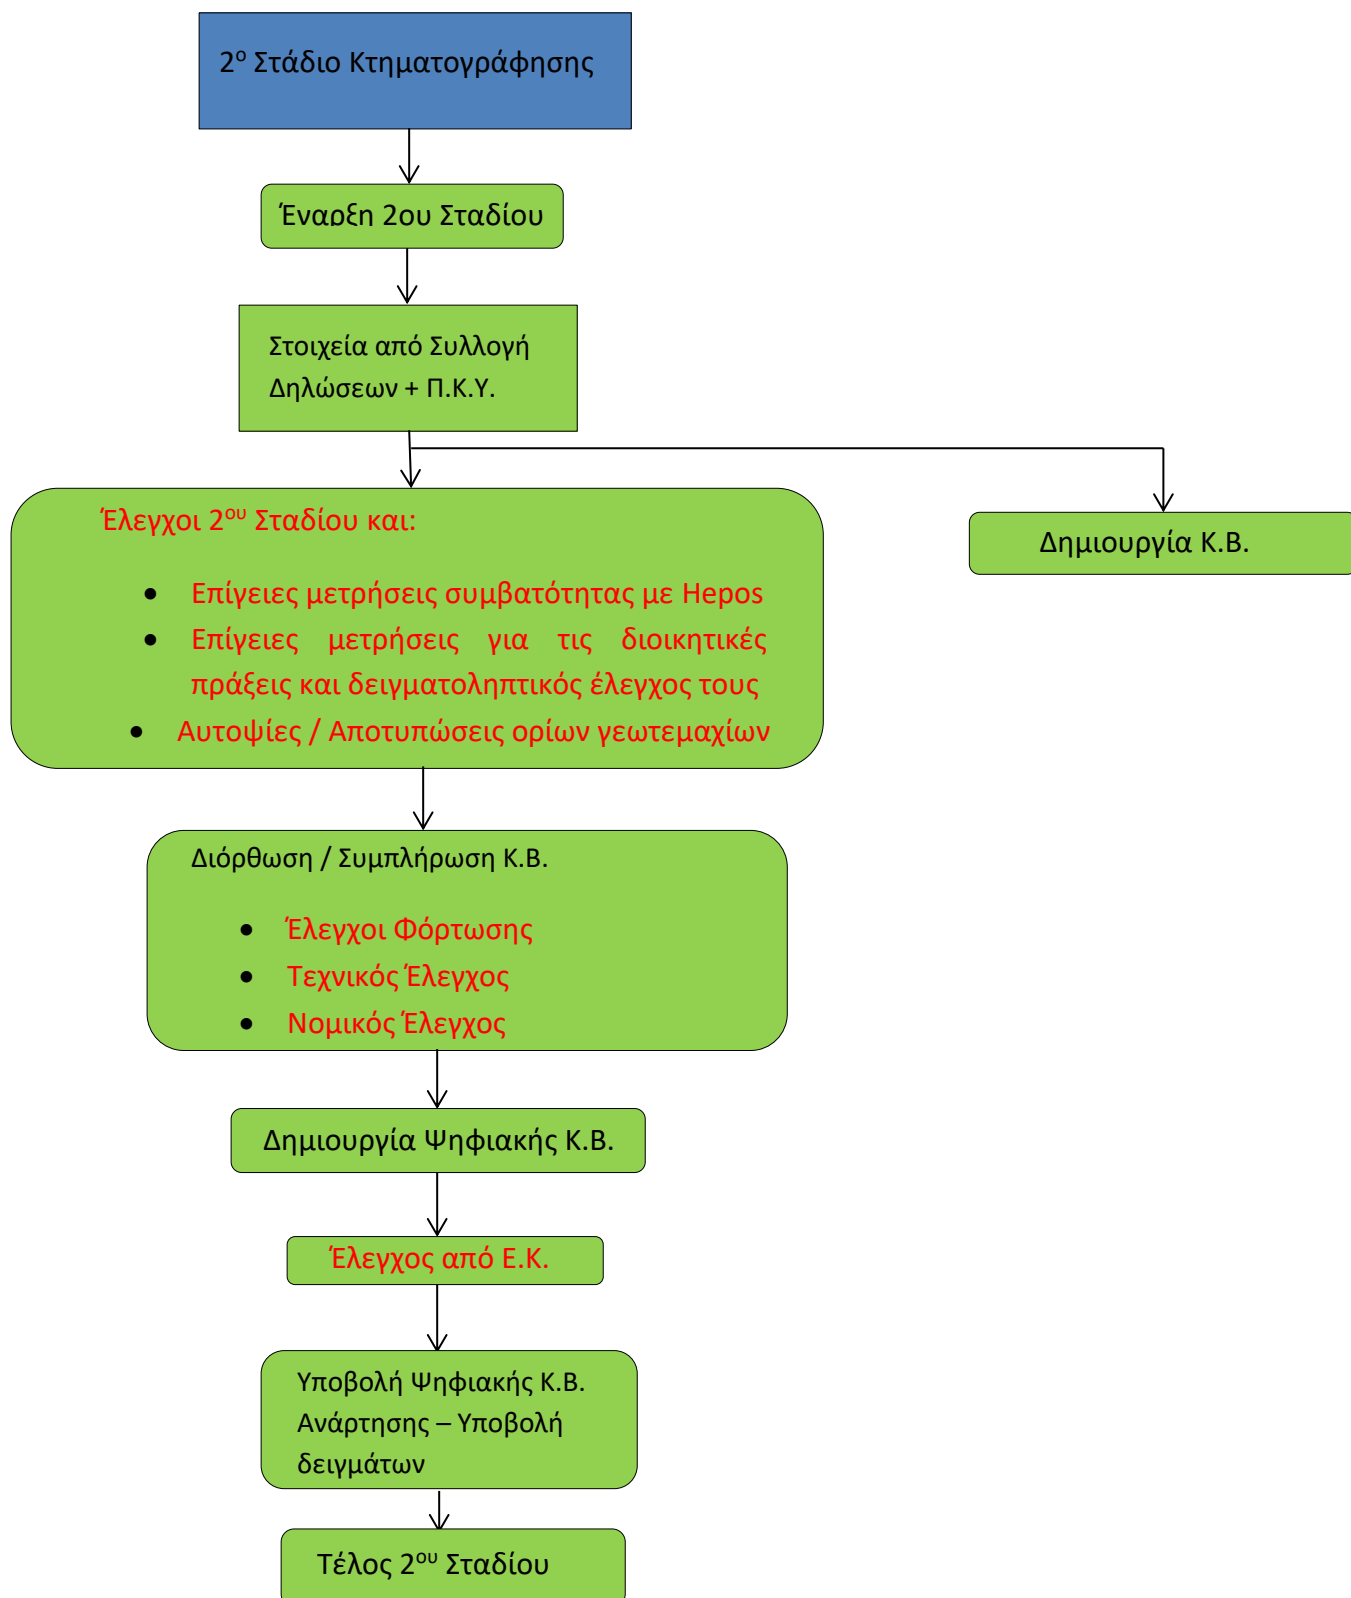 2ο Στάδιο Κτηματογράφησης
Έναρξη 2ου Σταδίου
Στοιχεία από Συλλογή
Δηλώσεων + Π.Κ.Υ.
Έλεγχοι 2ου Σταδίου και:
• Επίγειες μετρήσεις συμβατότητας με Hepos
• Επίγειες μετρήσεις για τις διοικητικές
πράξεις και δειγματοληπτικός έλεγχος τους
• Αυτοψίες / Αποτυπώσεις ορίων γεωτεμαχίων
Δημιουργία Κ.Β.
Διόρθωση / Συμπλήρωση Κ.Β.
• Έλεγχοι Φόρτωσης
• Τεχνικός Έλεγχος
• Νομικός Έλεγχος
Δημιουργία Ψηφιακής Κ.Β.
Έλεγχος από Ε.Κ.
Υποβολή Ψηφιακής Κ.Β.
Ανάρτησης – Υποβολή
δειγμάτων
Τέλος 2ου Σταδίου